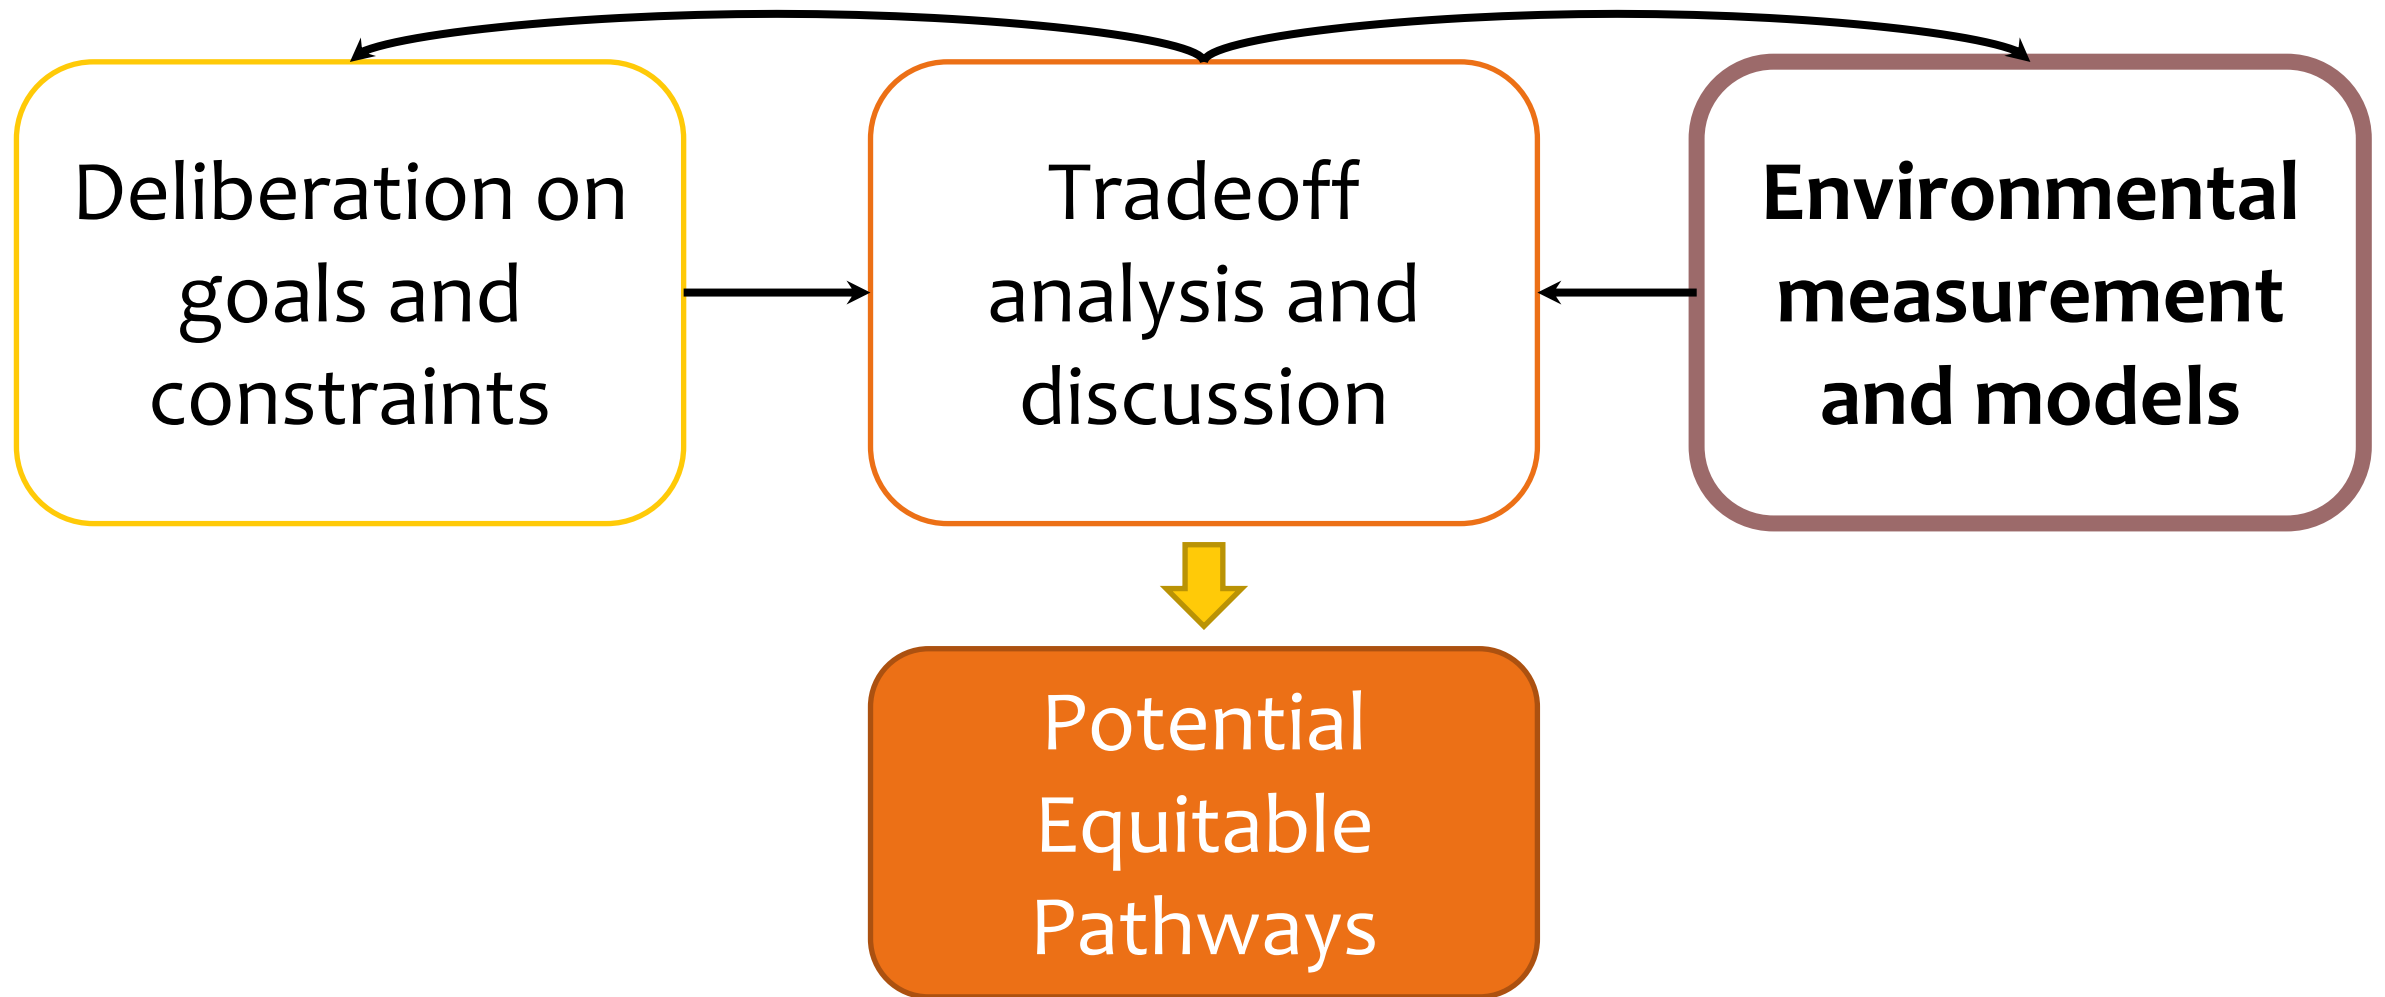 Deliberation on
goals and
constraints
Tradeoff
analysis and
discussion
Environmental
measurement
and models
Potential
Equitable
Pathways